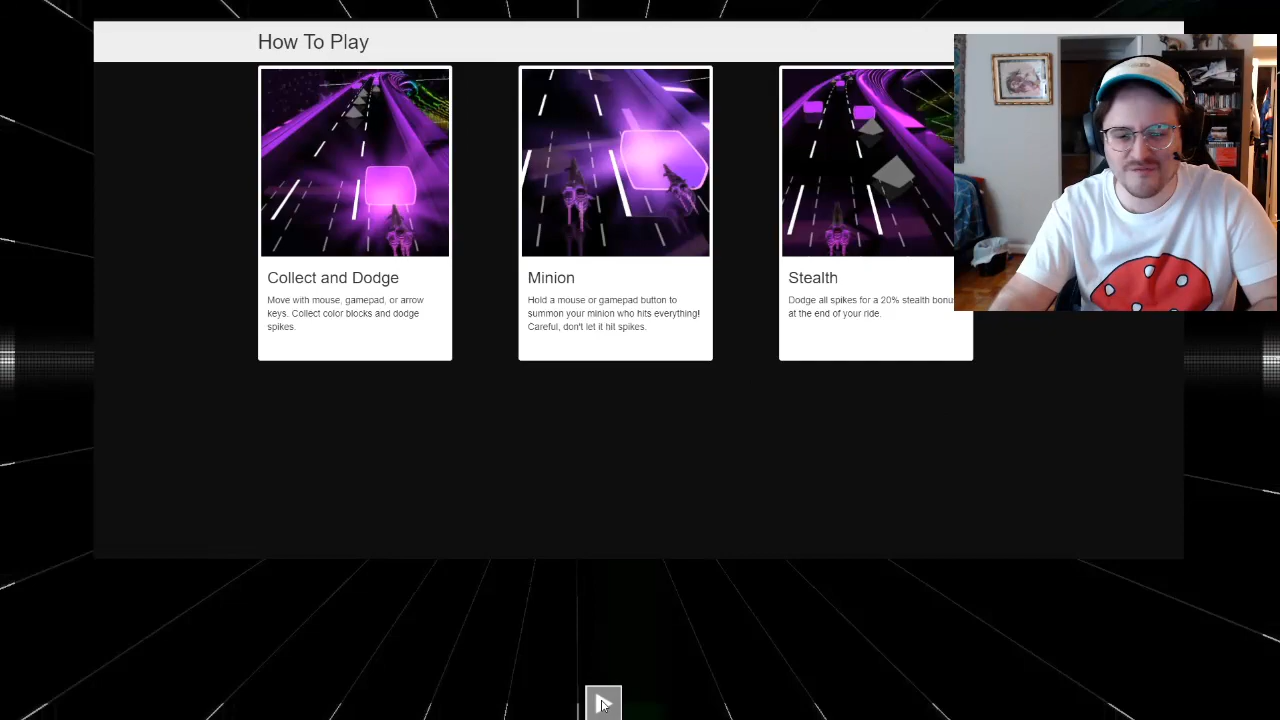 How To Play
Collect and Dodge
Move with mouse, gamepad, or arrow
keys. Collect color blocks and dodge
spikes.
Minion
Hold a mouse or gamepad button to
summon your minion who hits everything!
Careful, don't let it hit spikes.
Stealth
Dodge all spikes for a 20% stealth
at the end of your ride.